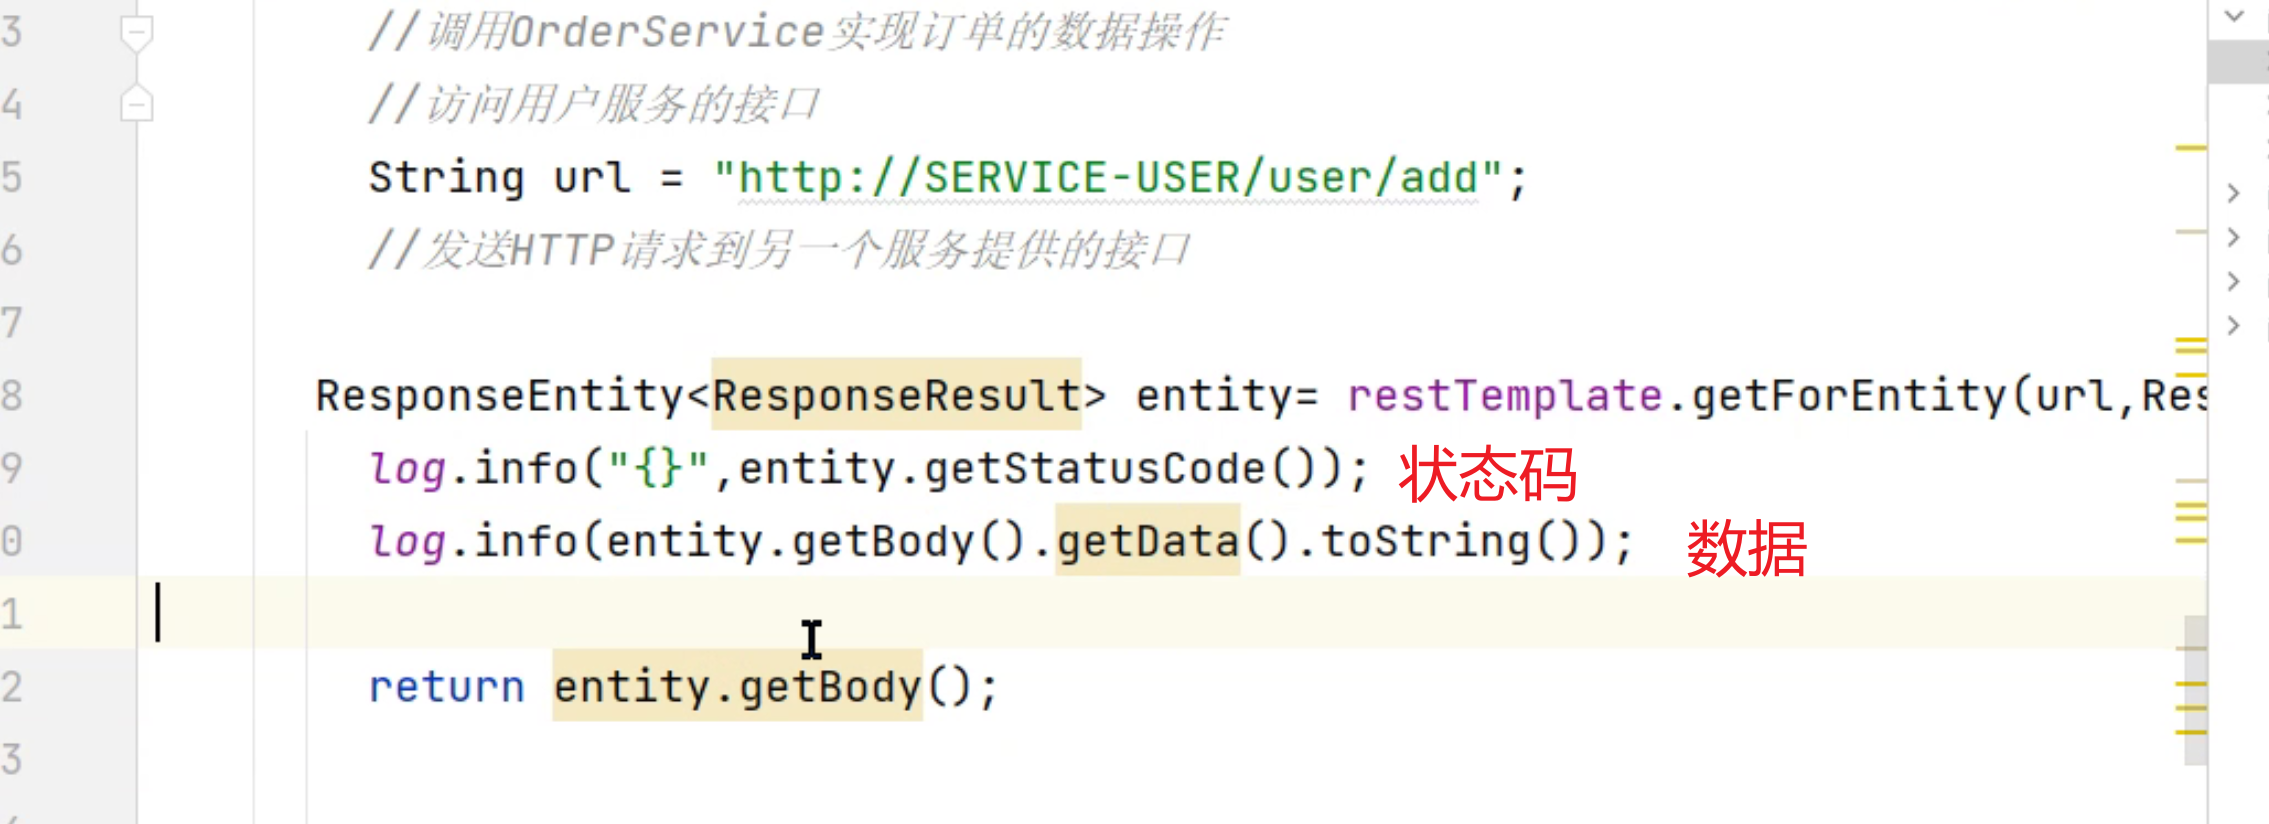 3 //调用OrderService实现订单的数据操作
4 //访问用户服务的接口
5 String url = "http://SERVICE-USER/user/add";
6 //发送HTTP请求到另一个服务提供的接口
7
8 ResponseEntity<ResponseResult> entity= restTemplate.getForEntity(url,Res
9 log.info("{}",entity.getStatusCode()); 状态码
0 log.info(entity.getBody().getData().toString()); 数据
1
2 return entity.getBody();
3